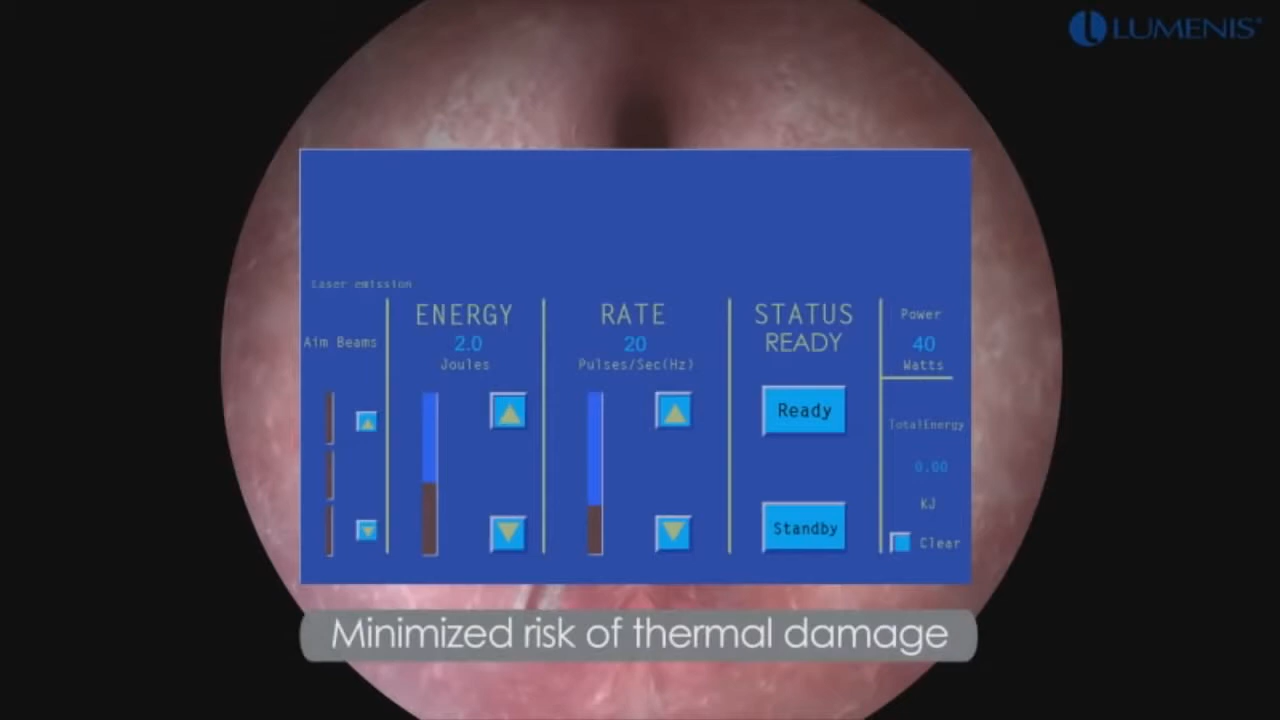 LUMENIS®
Laser emission
Aim Beams
ENERGY
2.0
Joules
RATE
20
Pulses/Sec(Hz)
STATUS
READY
Ready
Standby
Power
40
Watts
TotalEnergy
0.00
KJ
Clear
Minimized risk of thermal damage